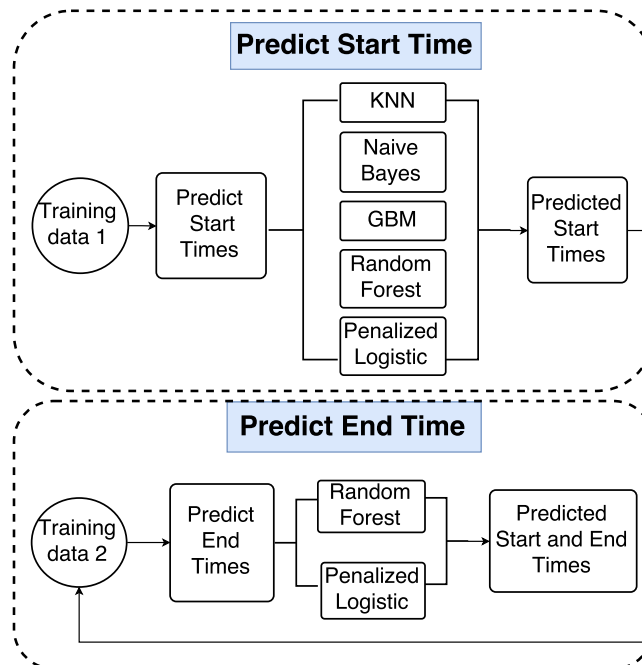 Predict Start Time
Training
data 1
Predict
Start
Times
KNN
Naive
Bayes
GBM
Random
Forest
Penalized
Logistic
Predicted
Start
Times
Predict End Time
Training
data 2
Predict
End
Times
Random
Forest
Penalized
Logistic
Predicted
Start and End
Times